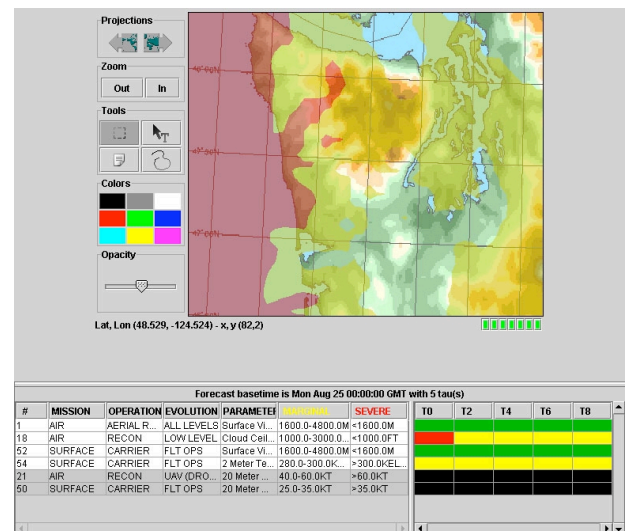 Projections
Zoom
Out In
Tools
T
Colors
Opacity
Lat, Lon (48.529, -124.524) - x, y (82,2)
Forecast basetime is Mon Aug 25 00:00:00 GMT with 5 tau(s)
# MISSION OPERATION EVOLUTION PARAMETER MARGINAL SEVERE T0 T2 T4 T6 T8
1 AIR AERIAL R... ALL LEVELS Surface Vi... 1600.0-4800.0M <1600.0M
18 AIR RECON LOW LEVEL Cloud Ceil... 1000.0-3000.0... <1000.0FT
52 SURFACE CARRIER FLT OPS Surface Vi... 1600.0-4800.0M <1600.0M
54 SURFACE CARRIER FLT OPS 2 Meter Te... 280.0-300.0K... >300.0KEL...
21 AIR RECON UAV (DRO... 20 Meter ... 40.0-60.0KT >60.0KT
50 SURFACE CARRIER FLT OPS 20 Meter ... 25.0-35.0KT >35.0KT